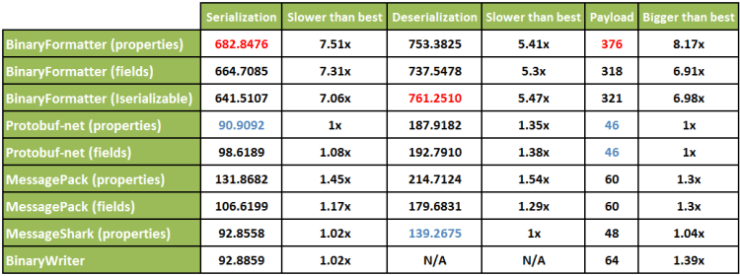 Serialization Slower than best Deserialization Slower than best Payload Bigger than best
BinaryFormatter (properties) 682.8476 7.51x 753.3825 5.41x 376 8.17x
BinaryFormatter (fields) 664.7085 7.31x 737.5478 5.3x 318 6.91x
BinaryFormatter (Iserializable) 641.5107 7.06x 761.2510 5.47x 321 6.98x
Protobuf-net (properties) 90.9092 1x 187.9182 1.35x 46 1x
Protobuf-net (fields) 98.6189 1.08x 192.7910 1.38x 46 1x
MessagePack (properties) 131.8682 1.45x 214.7124 1.54x 60 1.3x
MessagePack (fields) 106.6199 1.17x 179.6831 1.29x 60 1.3x
MessageShark (properties) 92.8558 1.02x 139.2675 1x 48 1.04x
BinaryWriter 92.8859 1.02x N/A N/A 64 1.39x